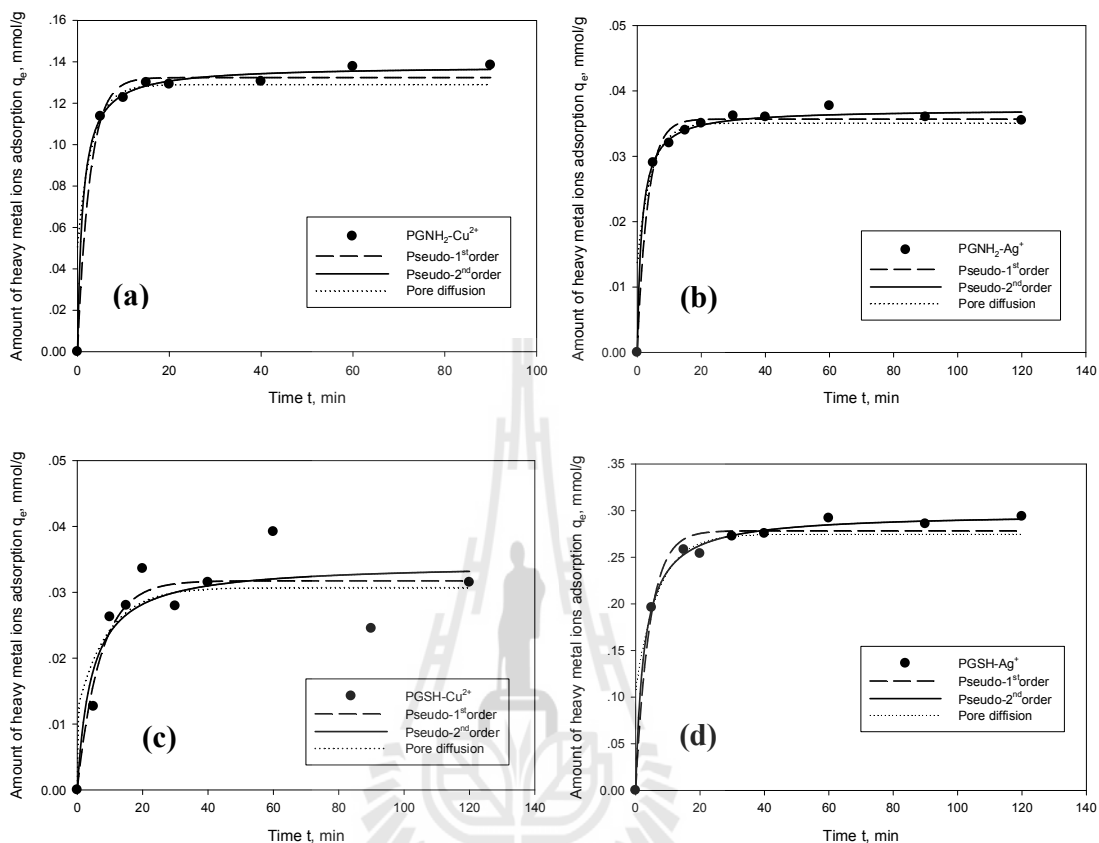 Amount of heavy metal ions adsorption qe, mmol/g
.16
.14
.12
.10
.08
.06
.04
.02
0.00
0 20 40 60 80 100
Time t, min
PGNH2-Cu2+
Pseudo-1st order
Pseudo-2nd order
Pore diffusion
(a)
Amount of heavy metal ions adsorption qe, mmol/g
.05
.04
.03
.02
.01
0.00
0 20 40 60 80 100 120 140
Time t, min
PGNH2-Ag+
Pseudo-1st order
Pseudo-2nd order
Pore diffusion
(b)
Amount of heavy metal ions adsorption qe, mmol/g
.05
.04
.03
.02
.01
0.00
0 20 40 60 80 100 120 140
Time t, min
PGSH-Cu2+
Pseudo-1st order
Pseudo-2nd order
Pore diffusion
(c)
Amount of heavy metal ions adsorption qe, mmol/g
.35
.30
.25
.20
.15
.10
.05
0.00
0 20 40 60 80 100 120 140
Time t, min
PGSH-Ag+
Pseudo-1st order
Pseudo-2nd order
Pore diffision
(d)